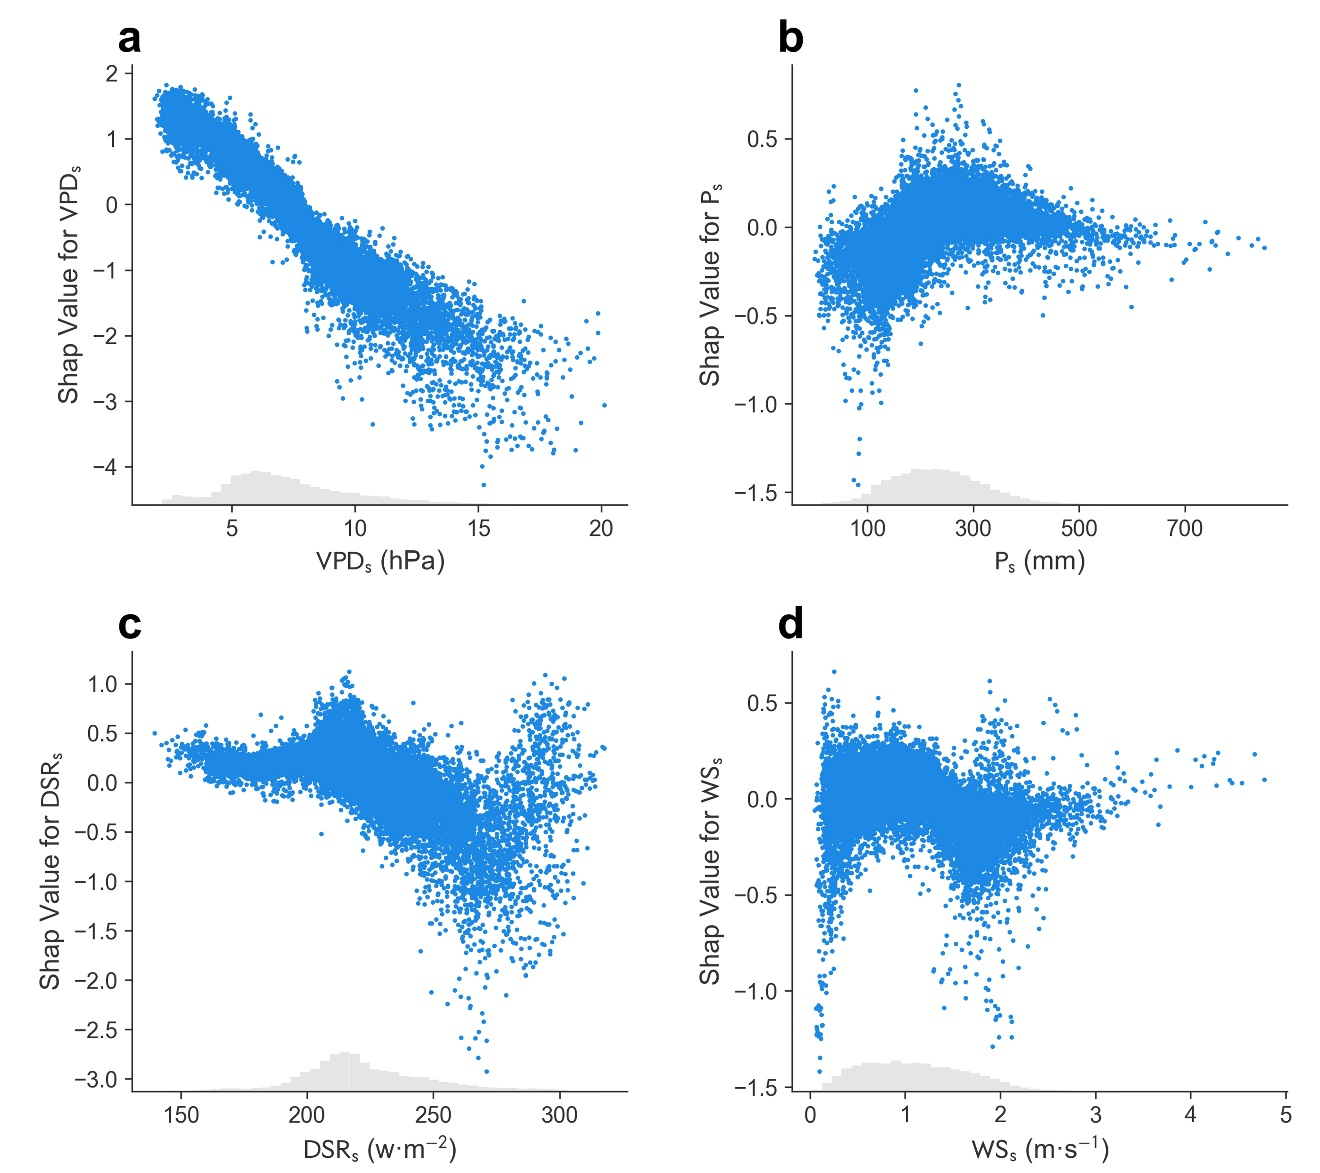 a
2
1
0
−1
−2
−3
−4
Shap Value for VPDₛ
5 10 15 20
VPDₛ (hPa)
b
0.5
0.0
−0.5
−1.0
−1.5
Shap Value for Pₛ
100 300 500 700
Pₛ (mm)
c
1.0
0.5
0.0
−0.5
−1.0
−1.5
−2.0
−2.5
−3.0
Shap Value for DSRₛ
150 200 250 300
DSRₛ (w·m⁻²)
d
0.5
0.0
−0.5
−1.0
−1.5
Shap Value for WSₛ
0 1 2 3 4 5
WSₛ (m·s⁻¹)